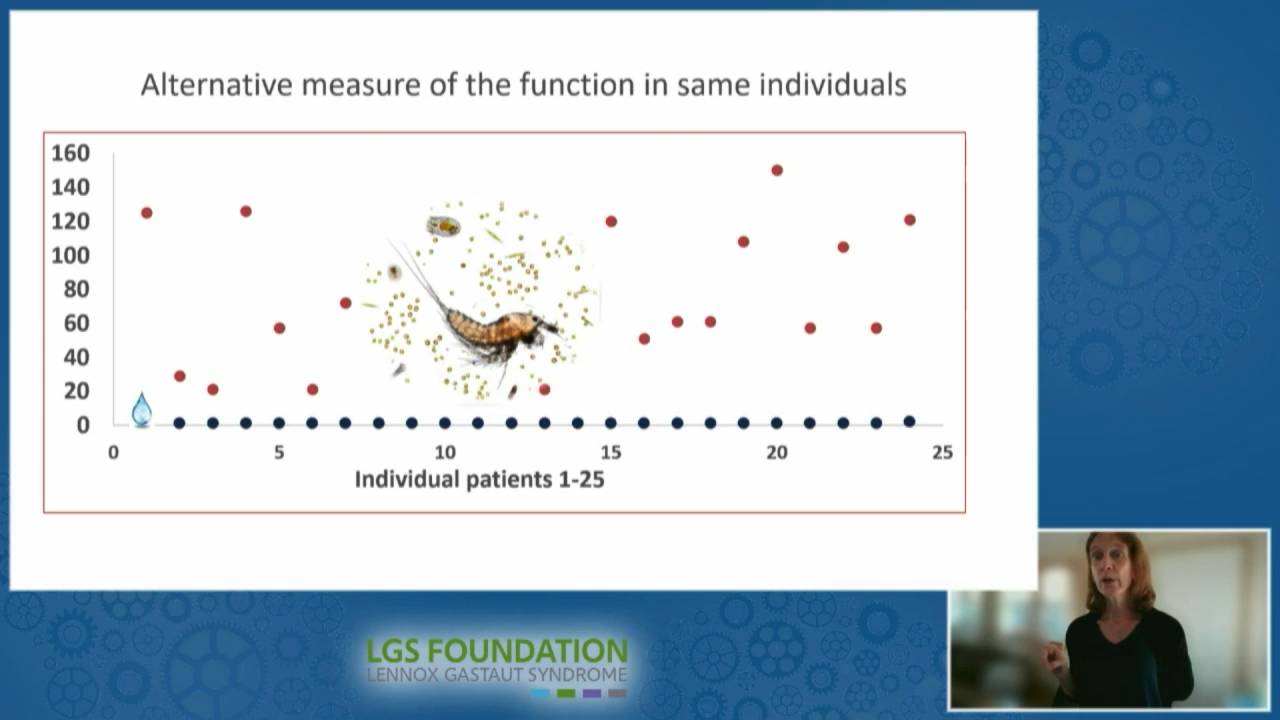 Alternative measure of the function in same individuals
160
140
120
100
80
60
40
20
0
0 5 10 15 20 25
Individual patients 1-25
LGS FOUNDATION
LENNOX GASTAUT SYNDROME